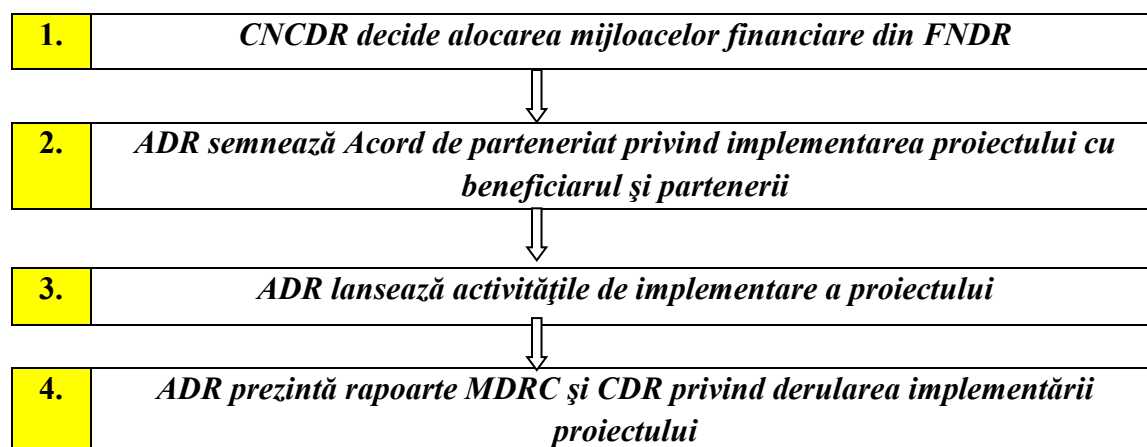 1. CNCDR decide alocarea mijloacelor financiare din FNDR
2. ADR semnează Acord de parteneriat privind implementarea proiectului cu
beneficiarul şi partenerii
3. ADR lansează activităţile de implementare a proiectului
4. ADR prezintă rapoarte MDRC şi CDR privind derularea implementării
proiectului